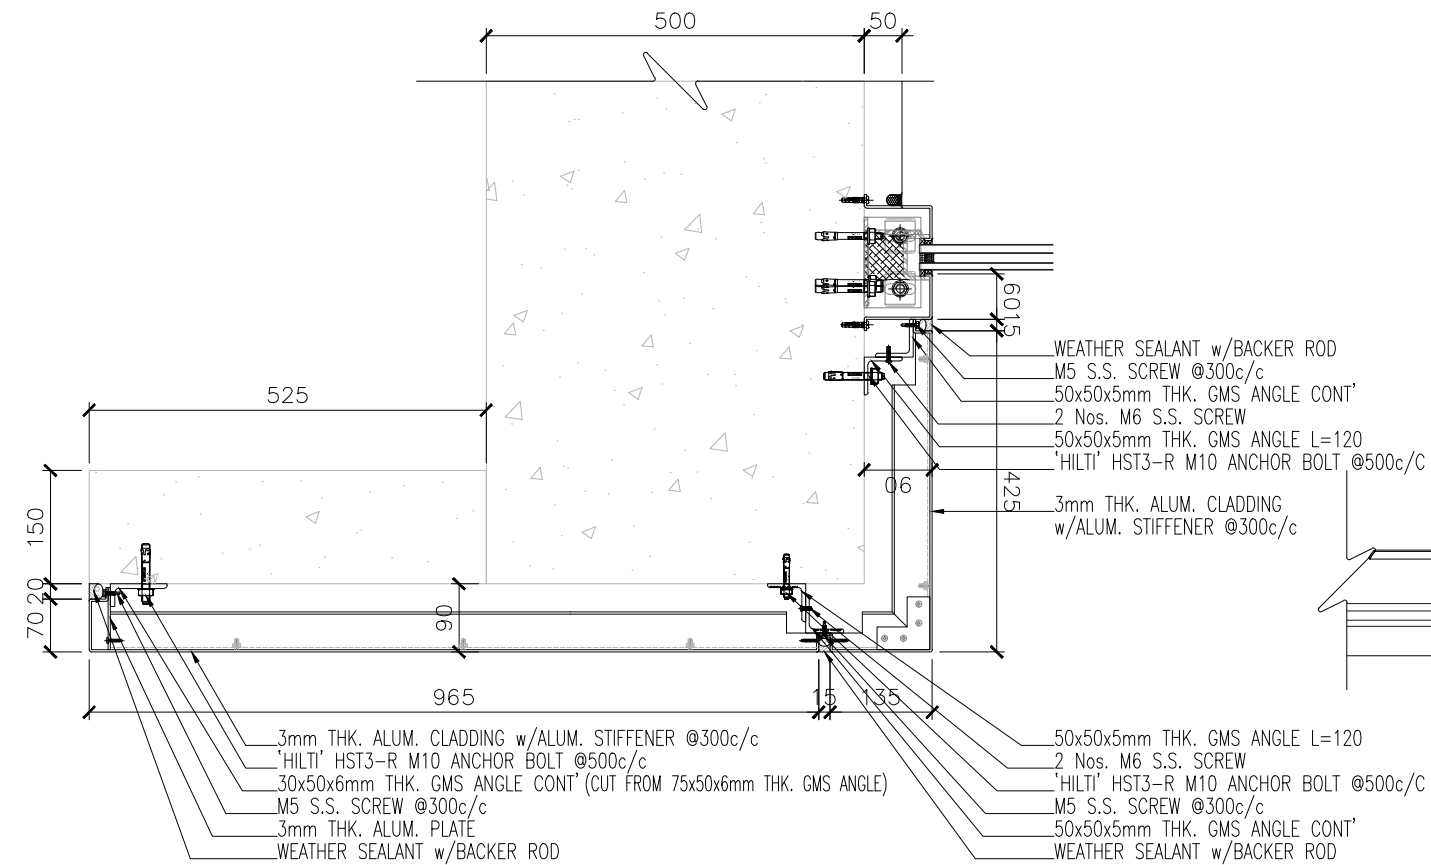 500
50
60
15
WEATHER SEALANT w/BACKER ROD
M5 S.S. SCREW @300c/c
50x50x5mm THK. GMS ANGLE CONT'
2 Nos. M6 S.S. SCREW
50x50x5mm THK. GMS ANGLE L=120
'HILTI' HST3-R M10 ANCHOR BOLT @500c/C
525
90
425
3mm THK. ALUM. CLADDING
w/ALUM. STIFFENER @300c/c
150
20
70
90
965
15
135
3mm THK. ALUM. CLADDING w/ALUM. STIFFENER @300c/c
'HILTI' HST3-R M10 ANCHOR BOLT @500c/c
30x50x6mm THK. GMS ANGLE CONT' (CUT FROM 75x50x6mm THK. GMS ANGLE)
M5 S.S. SCREW @300c/c
3mm THK. ALUM. PLATE
WEATHER SEALANT w/BACKER ROD
50x50x5mm THK. GMS ANGLE L=120
2 Nos. M6 S.S. SCREW
'HILTI' HST3-R M10 ANCHOR BOLT @500c/C
M5 S.S. SCREW @300c/c
50x50x5mm THK. GMS ANGLE CONT'
WEATHER SEALANT w/BACKER ROD